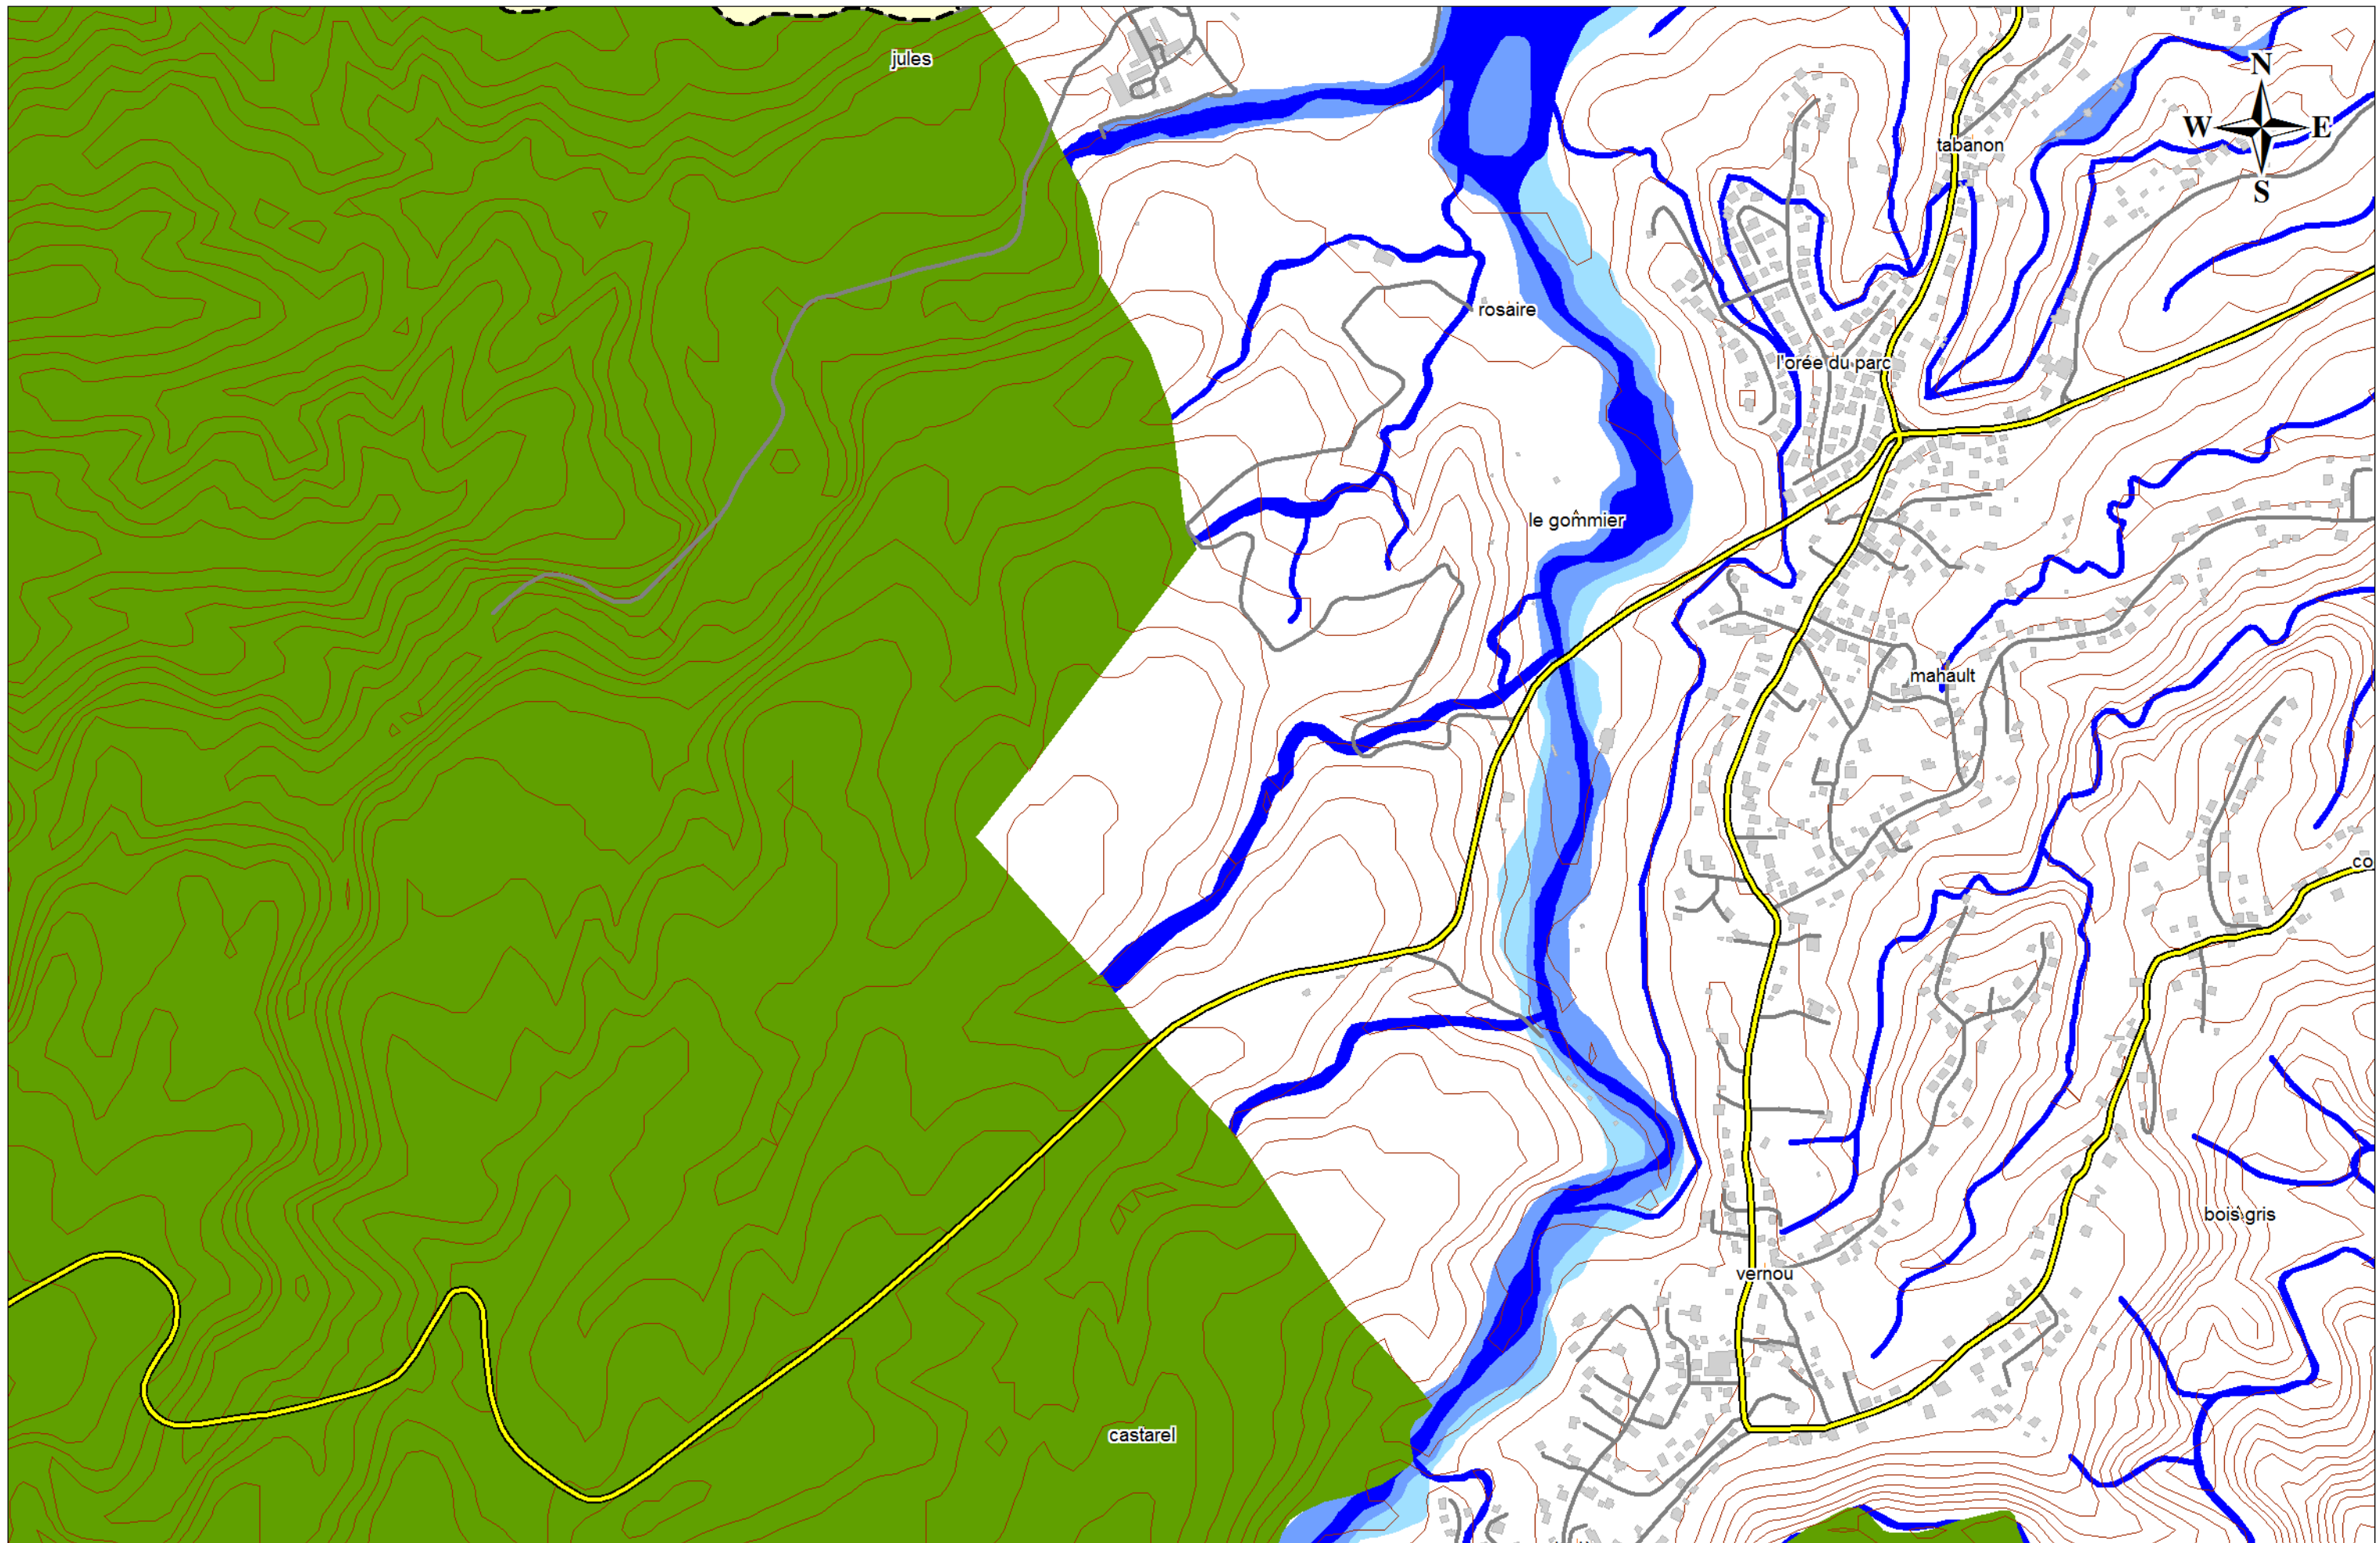 jules
N
W E
tabanon
S
rosaire
l'orée du parc
le gommier
mahault
co
bois gris
vernou
castarel